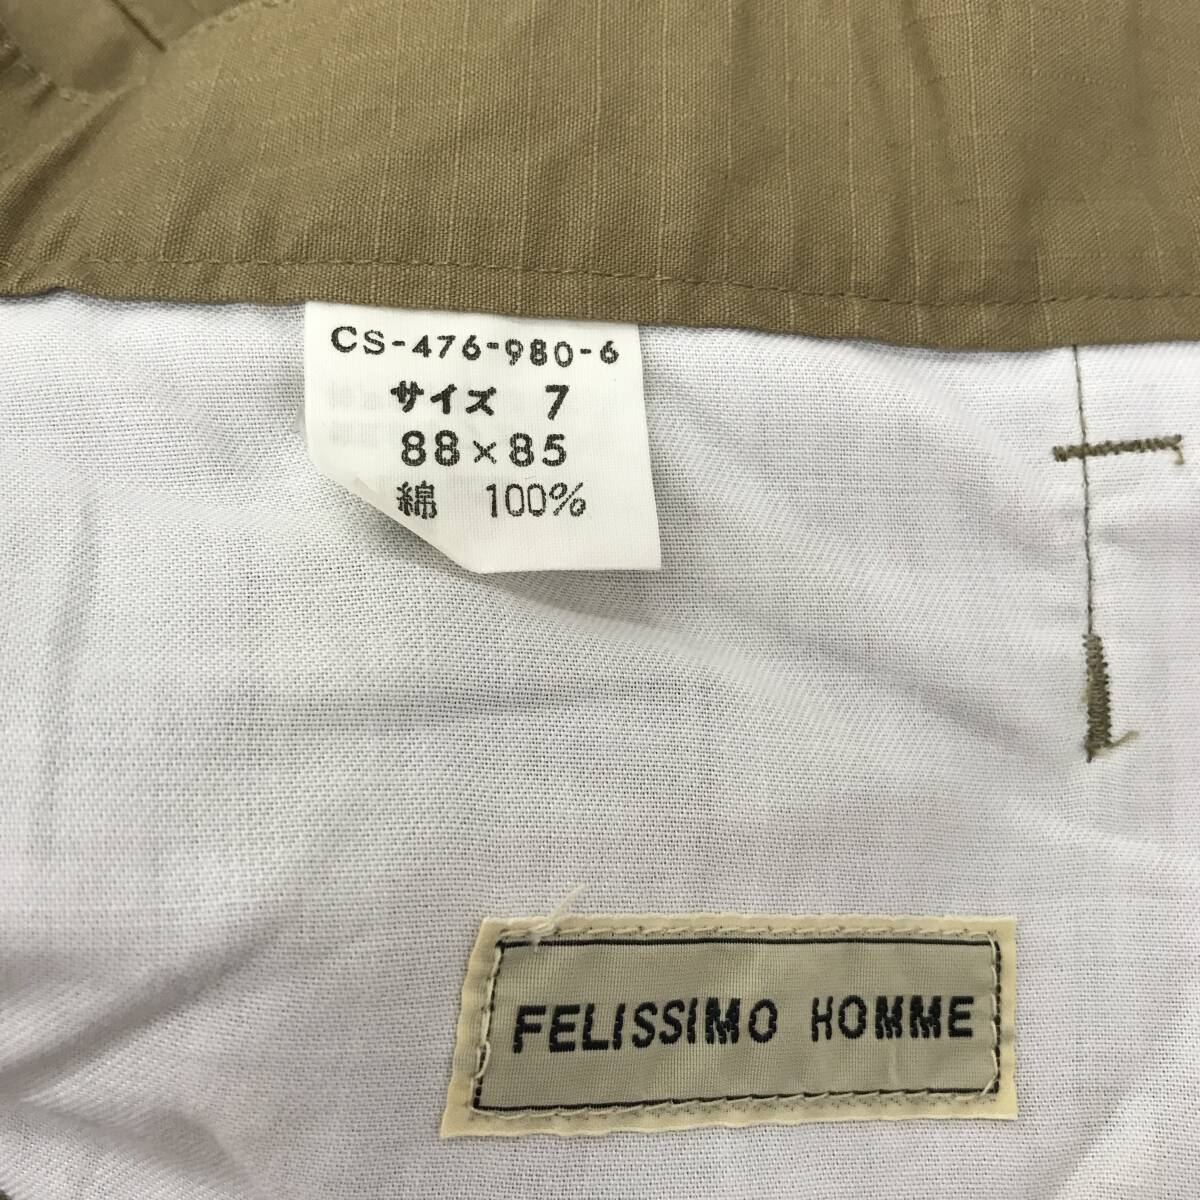 CS-476-980-6
サイズ 7
88×85
綿 100%
FELISSIMO HOMME